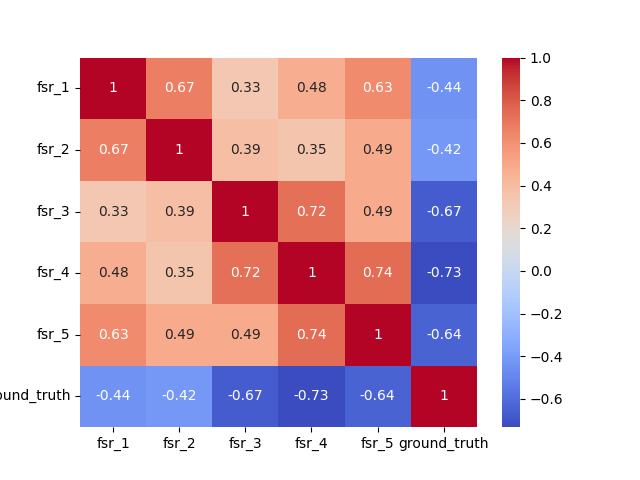 fsr_1 1 0.67 0.33 0.48 0.63 -0.44
fsr_2 0.67 1 0.39 0.35 0.49 -0.42
fsr_3 0.33 0.39 1 0.72 0.49 -0.67
fsr_4 0.48 0.35 0.72 1 0.74 -0.73
fsr_5 0.63 0.49 0.49 0.74 1 -0.64
ound_truth -0.44 -0.42 -0.67 -0.73 -0.64 1
fsr_1 fsr_2 fsr_3 fsr_4 fsr_5 ground_truth
1.0
0.8
0.6
0.4
0.2
0.0
−0.2
−0.4
−0.6